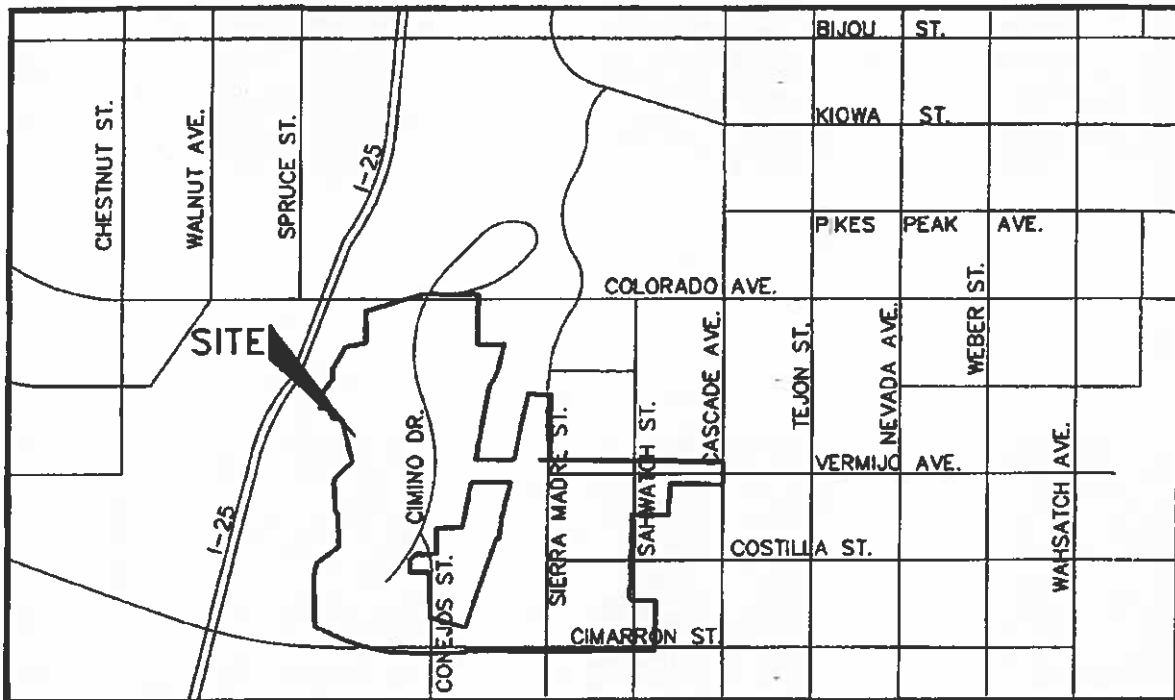 BIJOU ST.
KIOWA ST.
CHESTNUT ST.
WALNUT AVE.
SPRUCE ST.
I-25
PIKES PEAK AVE.
COLORADO AVE.
WEBER ST.
SITE
CASCADE AVE.
TEJON ST.
NEVADA AVE.
CIMINO DR.
SIERRA MADRE ST.
SAHWATCH ST.
VERMIJO AVE.
WAHSATCH AVE.
I-25
COSTILLA ST.
CONEJOS ST.
CIMARRON ST.